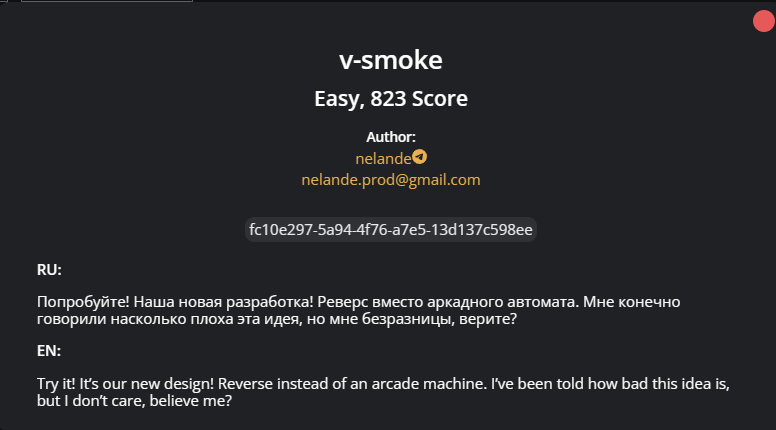 v-smoke
Easy, 823 Score
Author:
nelande
nelande.prod@gmail.com
fc10e297-5a94-4f76-a7e5-13d137c598ee
RU:
Попробуйте! Наша новая разработка! Реверс вместо аркадного автомата. Мне конечно
говорили насколько плоха эта идея, но мне безразницы, верите?
EN:
Try it! It’s our new design! Reverse instead of an arcade machine. I’ve been told how bad this idea is,
but I don’t care, believe me?